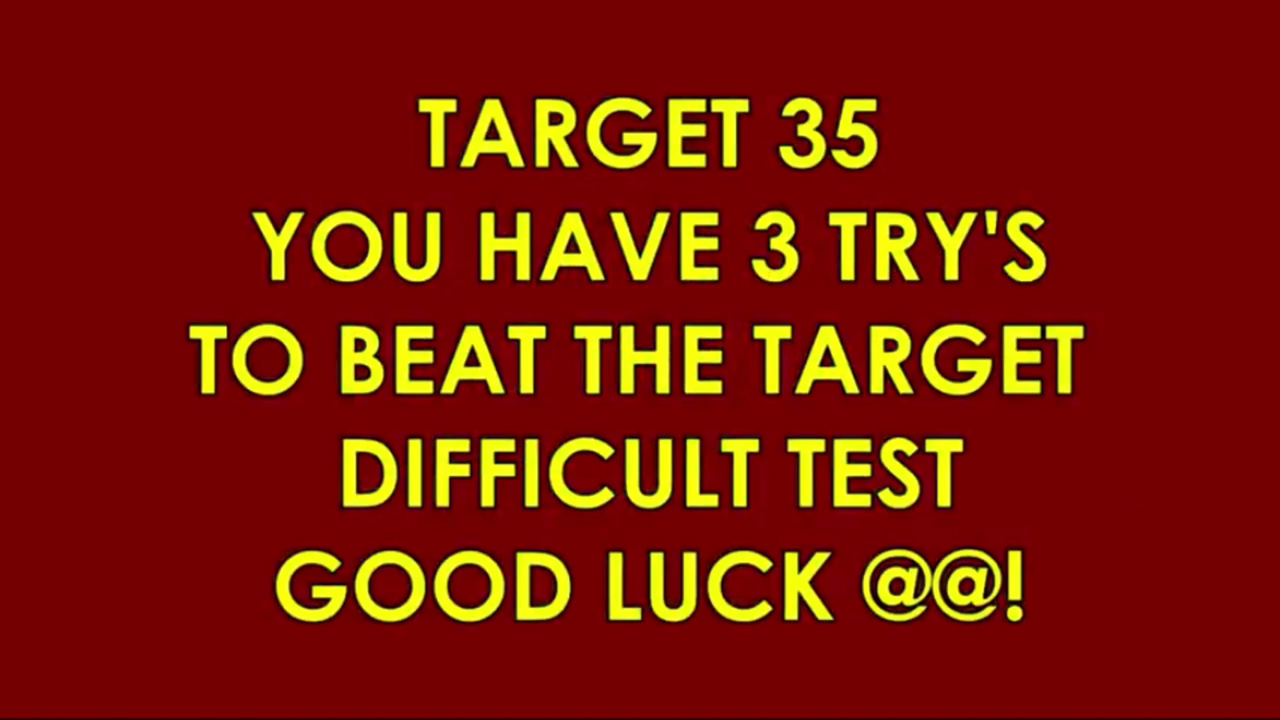 TARGET 35
YOU HAVE 3 TRY'S
TO BEAT THE TARGET
DIFFICULT TEST
GOOD LUCK @@!